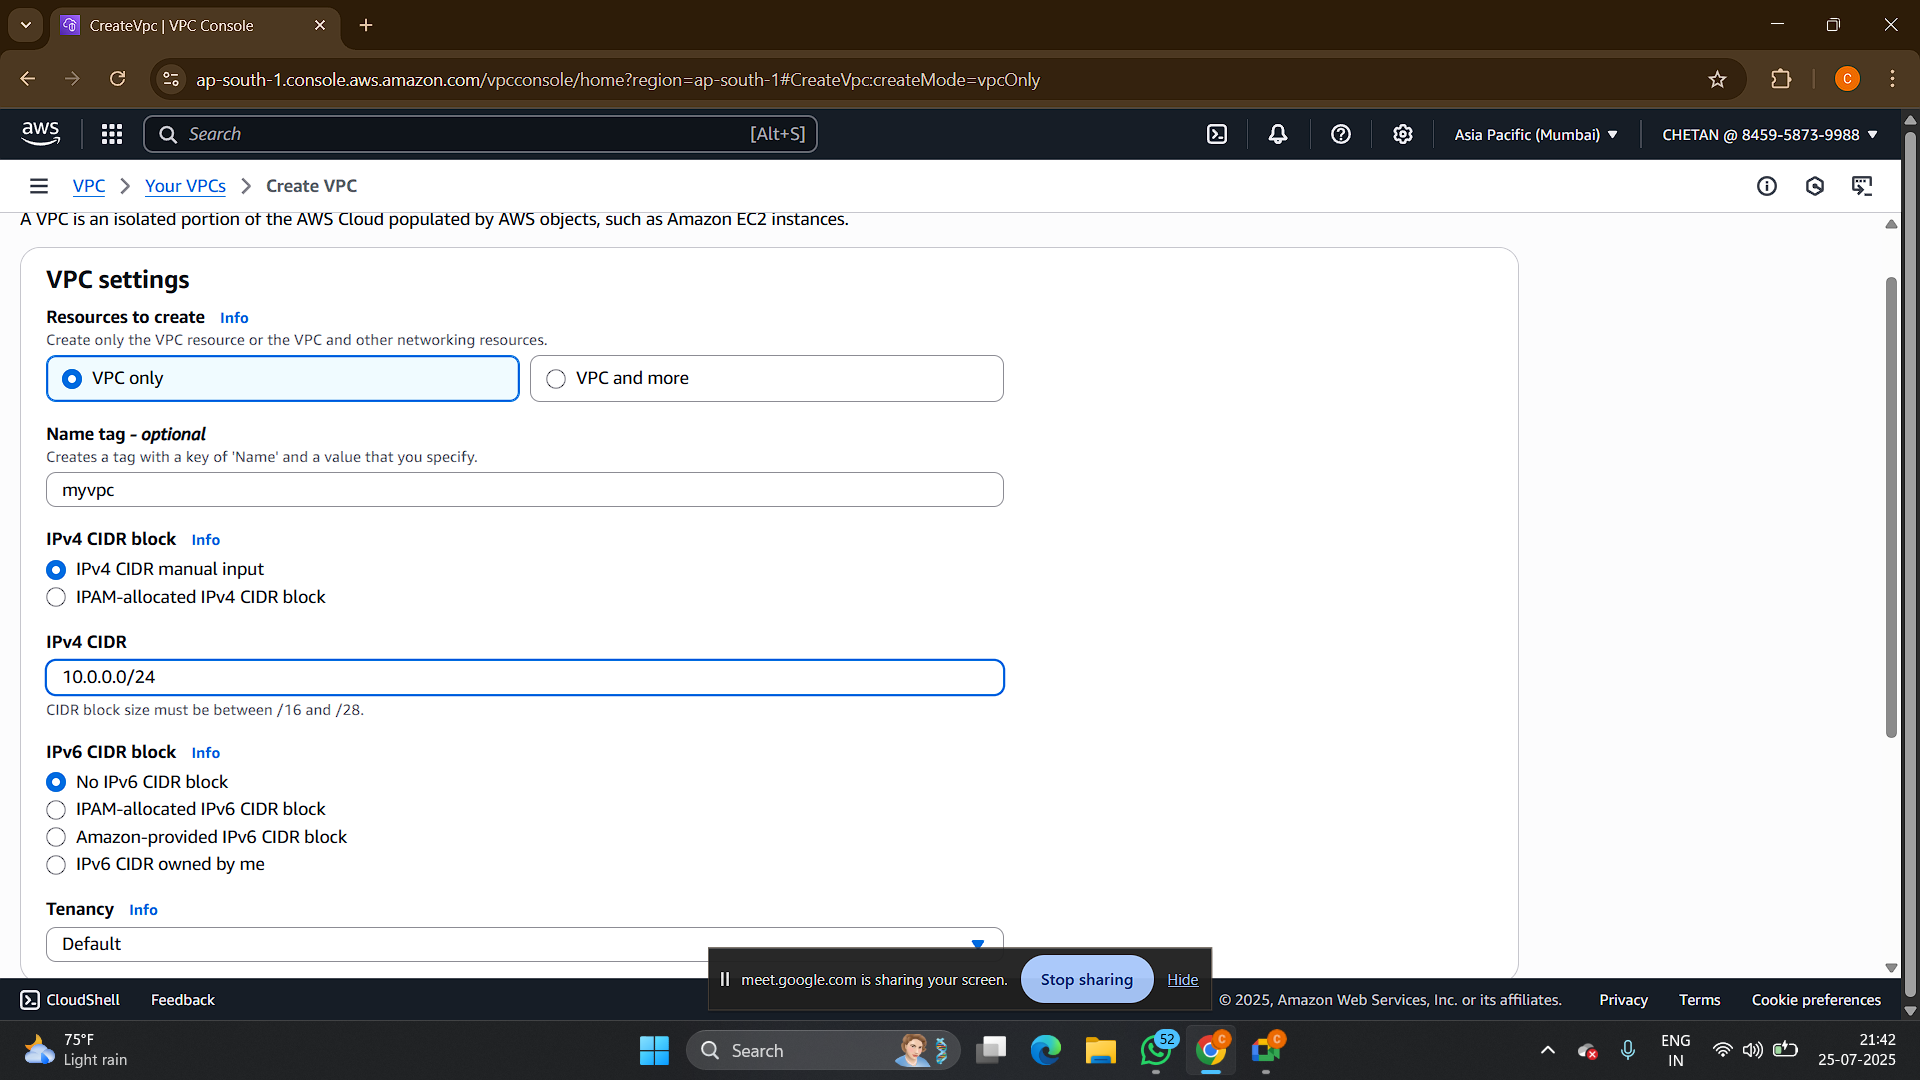 CreateVpc | VPC Console
ap-south-1.console.aws.amazon.com/vpcconsole/home?region=ap-south-1#CreateVpc:createMode=vpcOnly
C
aws
Search
[Alt+S]
Asia Pacific (Mumbai)
CHETAN @ 8459-5873-9988
VPC
Your VPCs
Create VPC
A VPC is an isolated portion of the AWS Cloud populated by AWS objects, such as Amazon EC2 instances.
VPC settings
Resources to create Info
Create only the VPC resource or the VPC and other networking resources.
VPC only
VPC and more
Name tag - optional
Creates a tag with a key of 'Name' and a value that you specify.
myvpc
IPv4 CIDR block Info
IPv4 CIDR manual input
IPAM-allocated IPv4 CIDR block
IPv4 CIDR
10.0.0.0/24
CIDR block size must be between /16 and /28.
IPv6 CIDR block Info
No IPv6 CIDR block
IPAM-allocated IPv6 CIDR block
Amazon-provided IPv6 CIDR block
IPv6 CIDR owned by me
Tenancy Info
Default
meet.google.com is sharing your screen.
Stop sharing
Hide
CloudShell
Feedback
© 2025, Amazon Web Services, Inc. or its affiliates.
Privacy
Terms
Cookie preferences
75°F
Light rain
Search
52
C
C
ENG
IN
21:42
25-07-2025